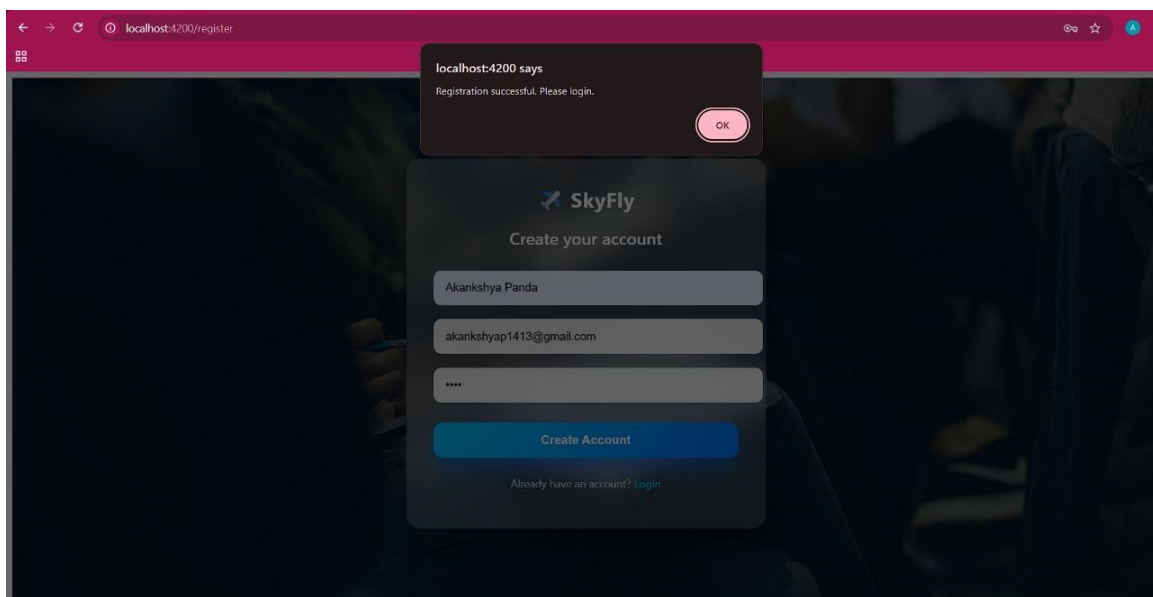 localhost:4200/register
A
localhost:4200 says
Registration successful. Please login.
OK
SkyFly
Create your account
Akankshya Panda
akankshyap1413@gmail.com
••••
Create Account
Already have an account? Login